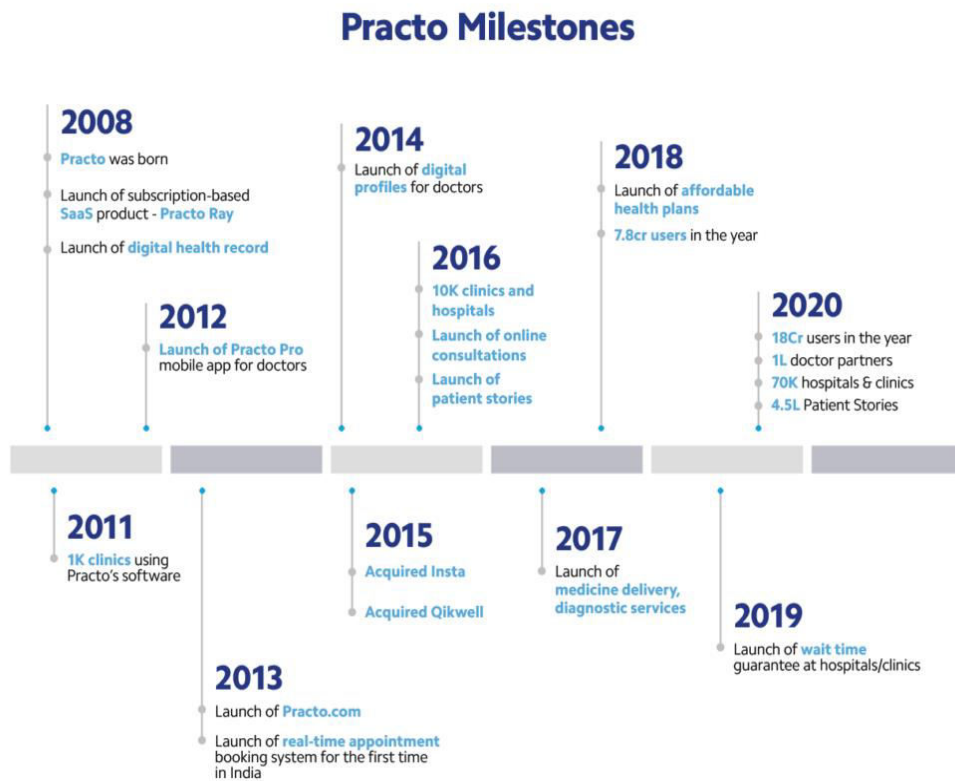 Practo Milestones
2008
Practo was born
Launch of subscription-based
SaaS product - Practo Ray
Launch of digital health record
2012
Launch of Practo Pro
mobile app for doctors
2014
Launch of digital
profiles for doctors
2016
10K clinics and
hospitals
Launch of online
consultations
Launch of
patient stories
2018
Launch of affordable
health plans
7.8cr users in the year
2020
18Cr users in the year
1L doctor partners
70K hospitals & clinics
4.5L Patient Stories
2011
1K clinics using
Practo's software
2013
Launch of Practo.com
Launch of real-time appointment
booking system for the first time
in India
2015
Acquired Insta
Acquired Qikwell
2017
Launch of
medicine delivery,
diagnostic services
2019
Launch of wait time
guarantee at hospitals/clinics